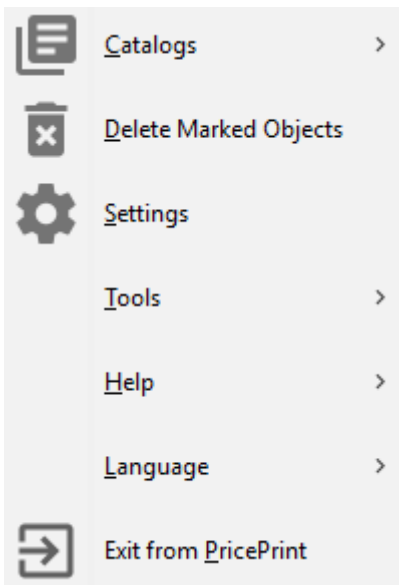 Catalogs
Delete Marked Objects
Settings
Tools
Help
Language
Exit from PricePrint